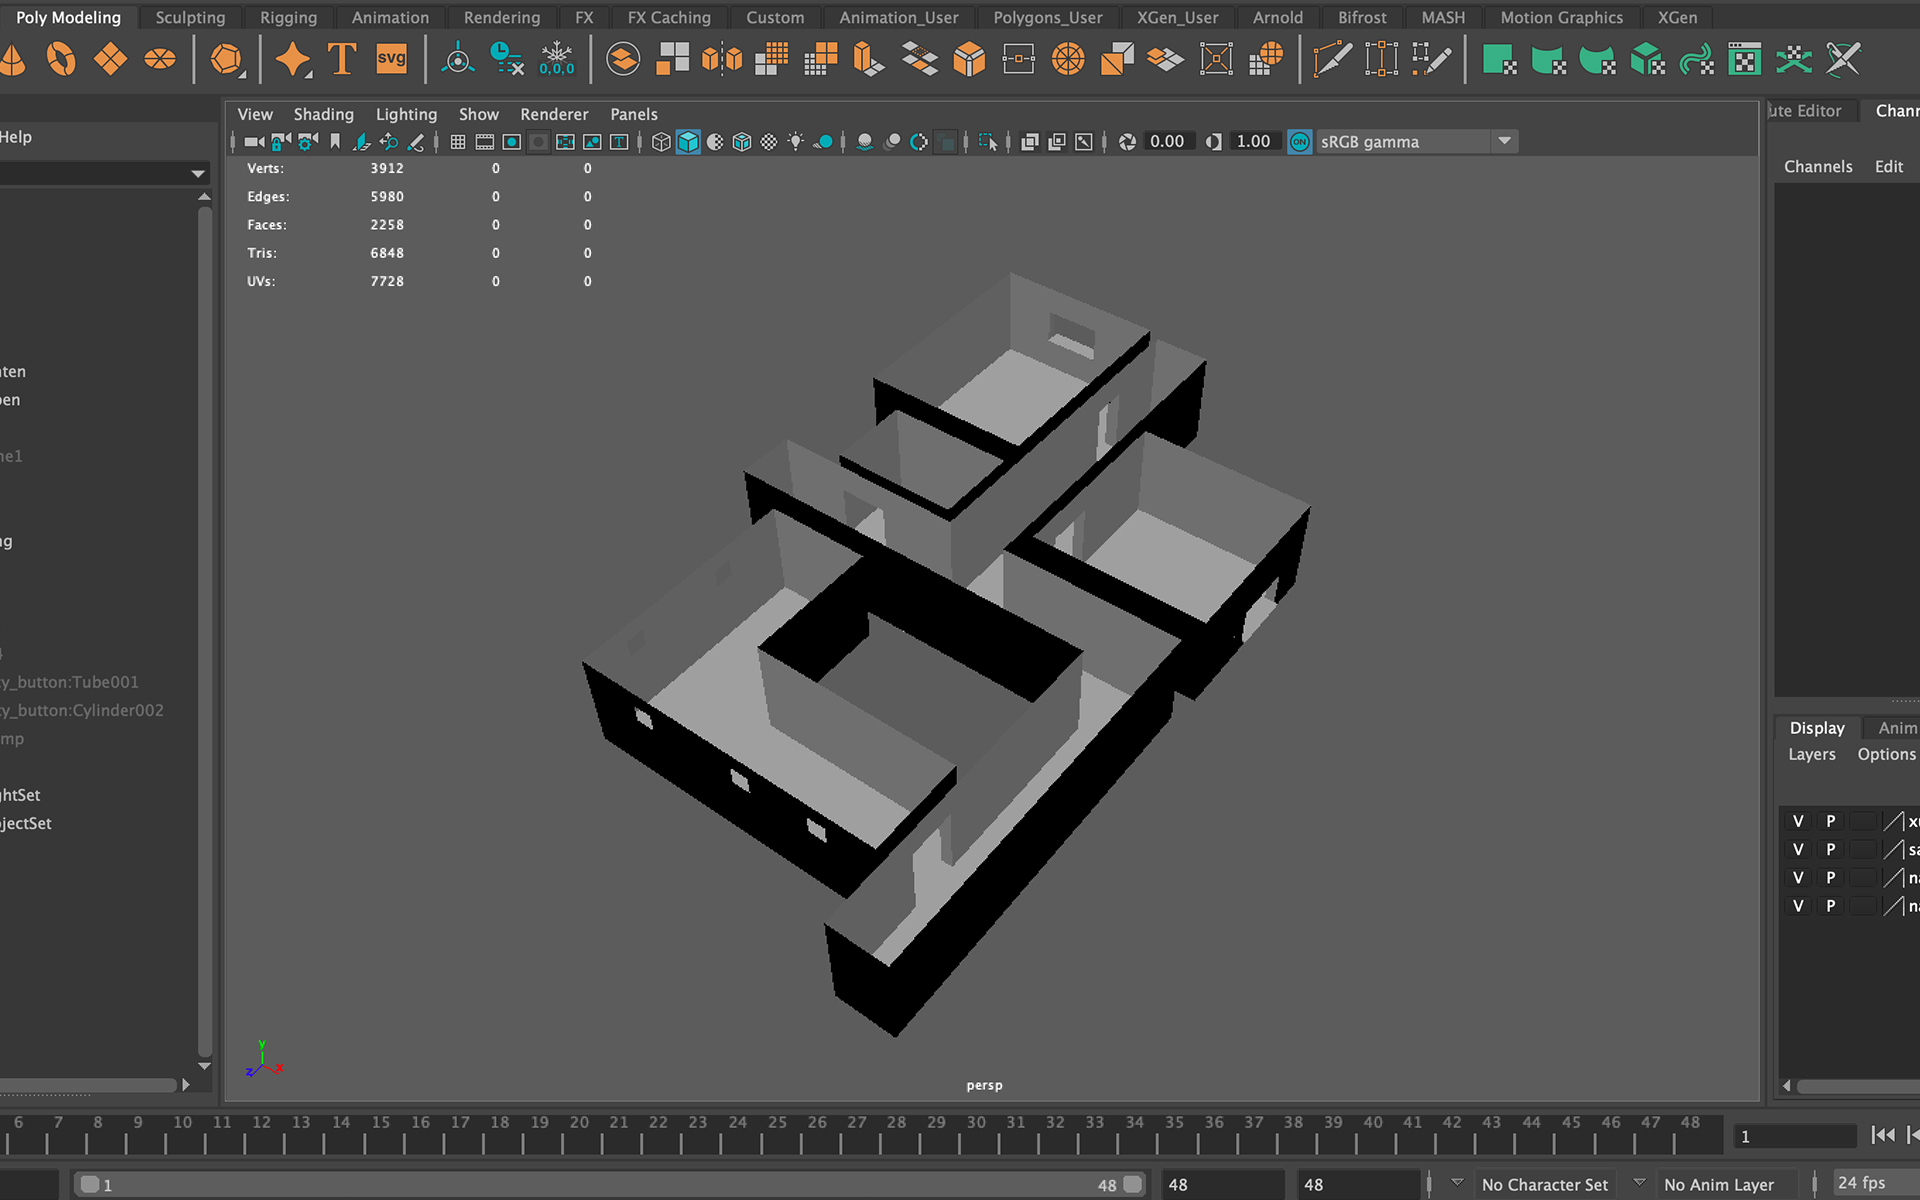 Poly Modeling Sculpting Rigging Animation Rendering FX FX Caching Custom Animation_User Polygons_User XGen_User Arnold Bifrost MASH Motion Graphics XGen
T svg 0,0,0
View Shading Lighting Show Renderer Panels
ute Editor Chann
Help
0.00 1.00 ON sRGB gamma
Channels Edit
Verts: 3912 0 0
Edges: 5980 0 0
Faces: 2258 0 0
Tris: 6848 0 0
UVs: 7728 0 0
ten
en
ne1
g
4
y_button:Tube001
y_button:Cylinder002
mp
htSet
jectSet
Display Anim
Layers Options
V P
V P sa
V P na
V P na
y
z x
persp
6 7 8 9 10 11 12 13 14 15 16 17 18 19 20 21 22 23 24 25 26 27 28 29 30 31 32 33 34 35 36 37 38 39 40 41 42 43 44 45 46 47 48
1
1 48 48 48 No Character Set No Anim Layer 24 fps